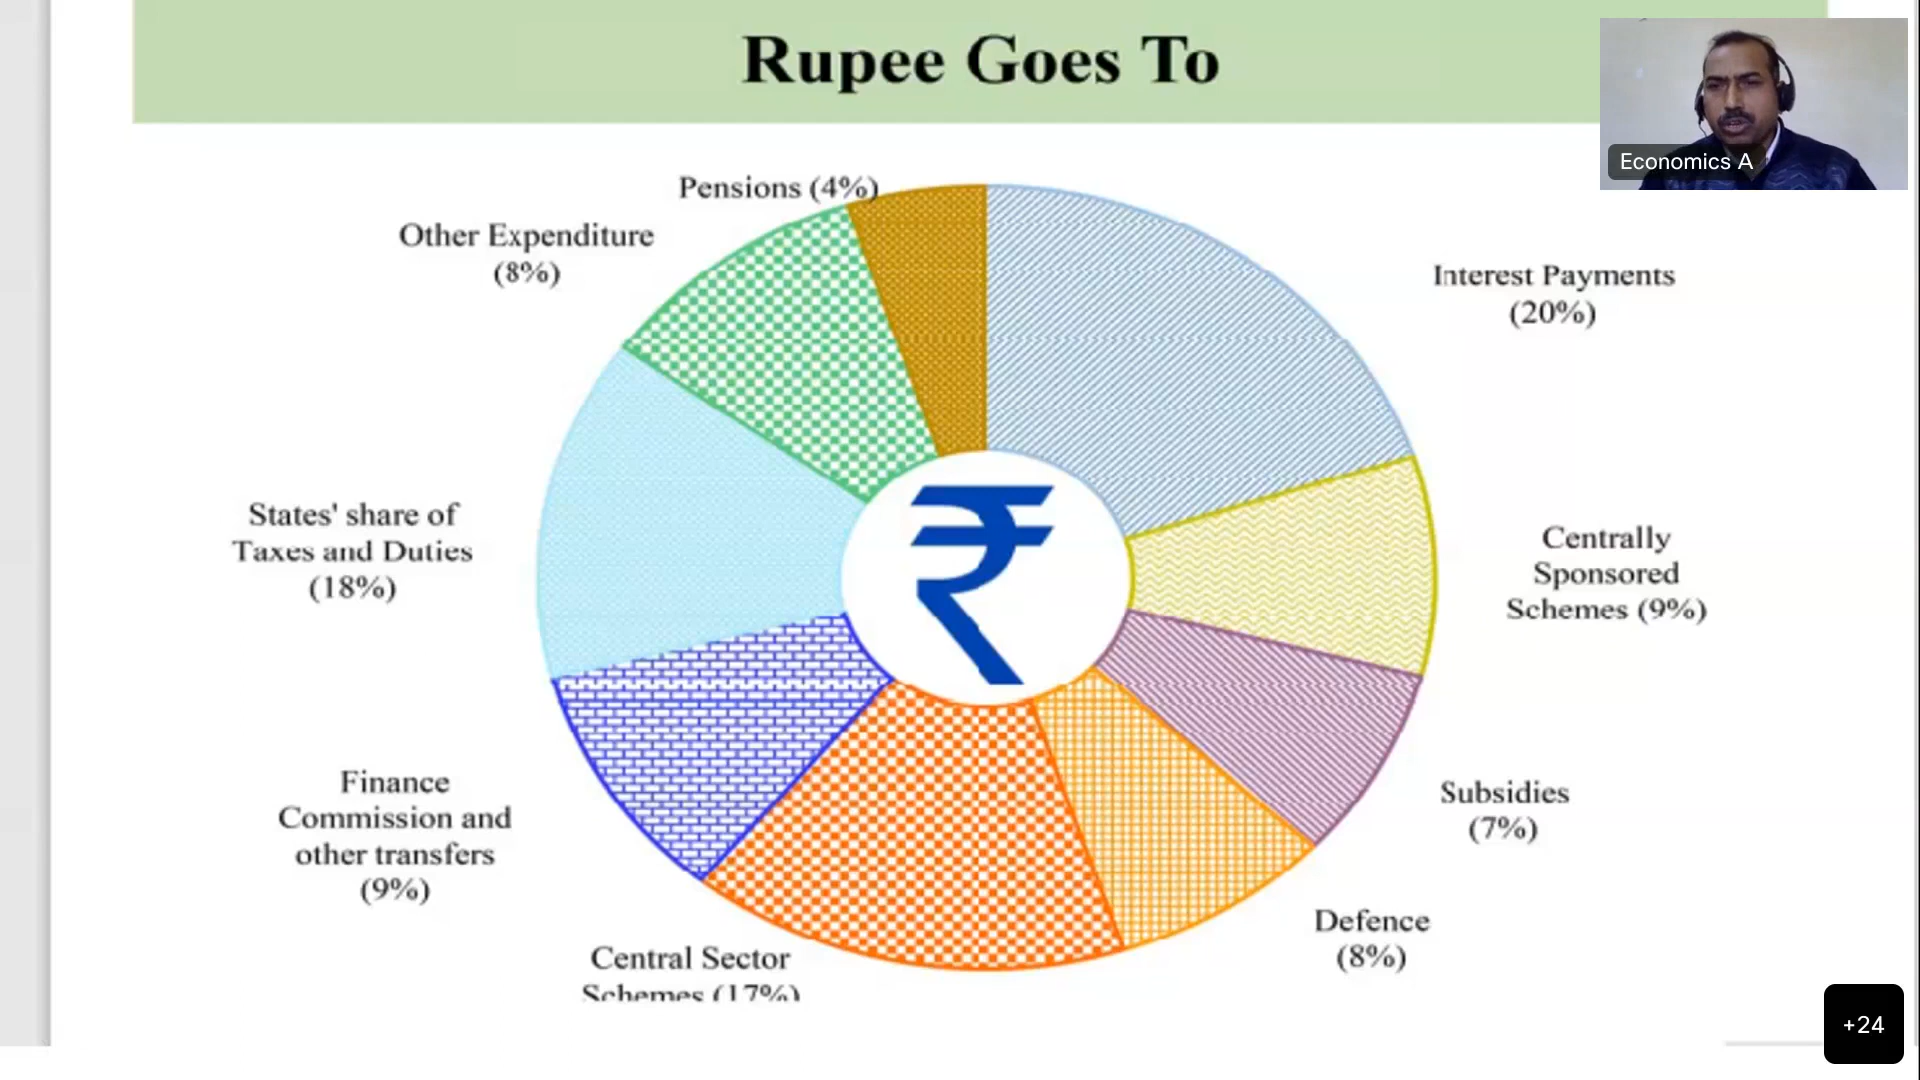 Rupee Goes To
Economics A
Pensions (4%)
Other Expenditure
(8%)
Interest Payments
(20%)
States' share of
Taxes and Duties
(18%)
Centrally
Sponsored
Schemes (9%)
₹
Finance
Commission and
other transfers
(9%)
Subsidies
(7%)
Defence
(8%)
Central Sector
Schemes (17%)
+24